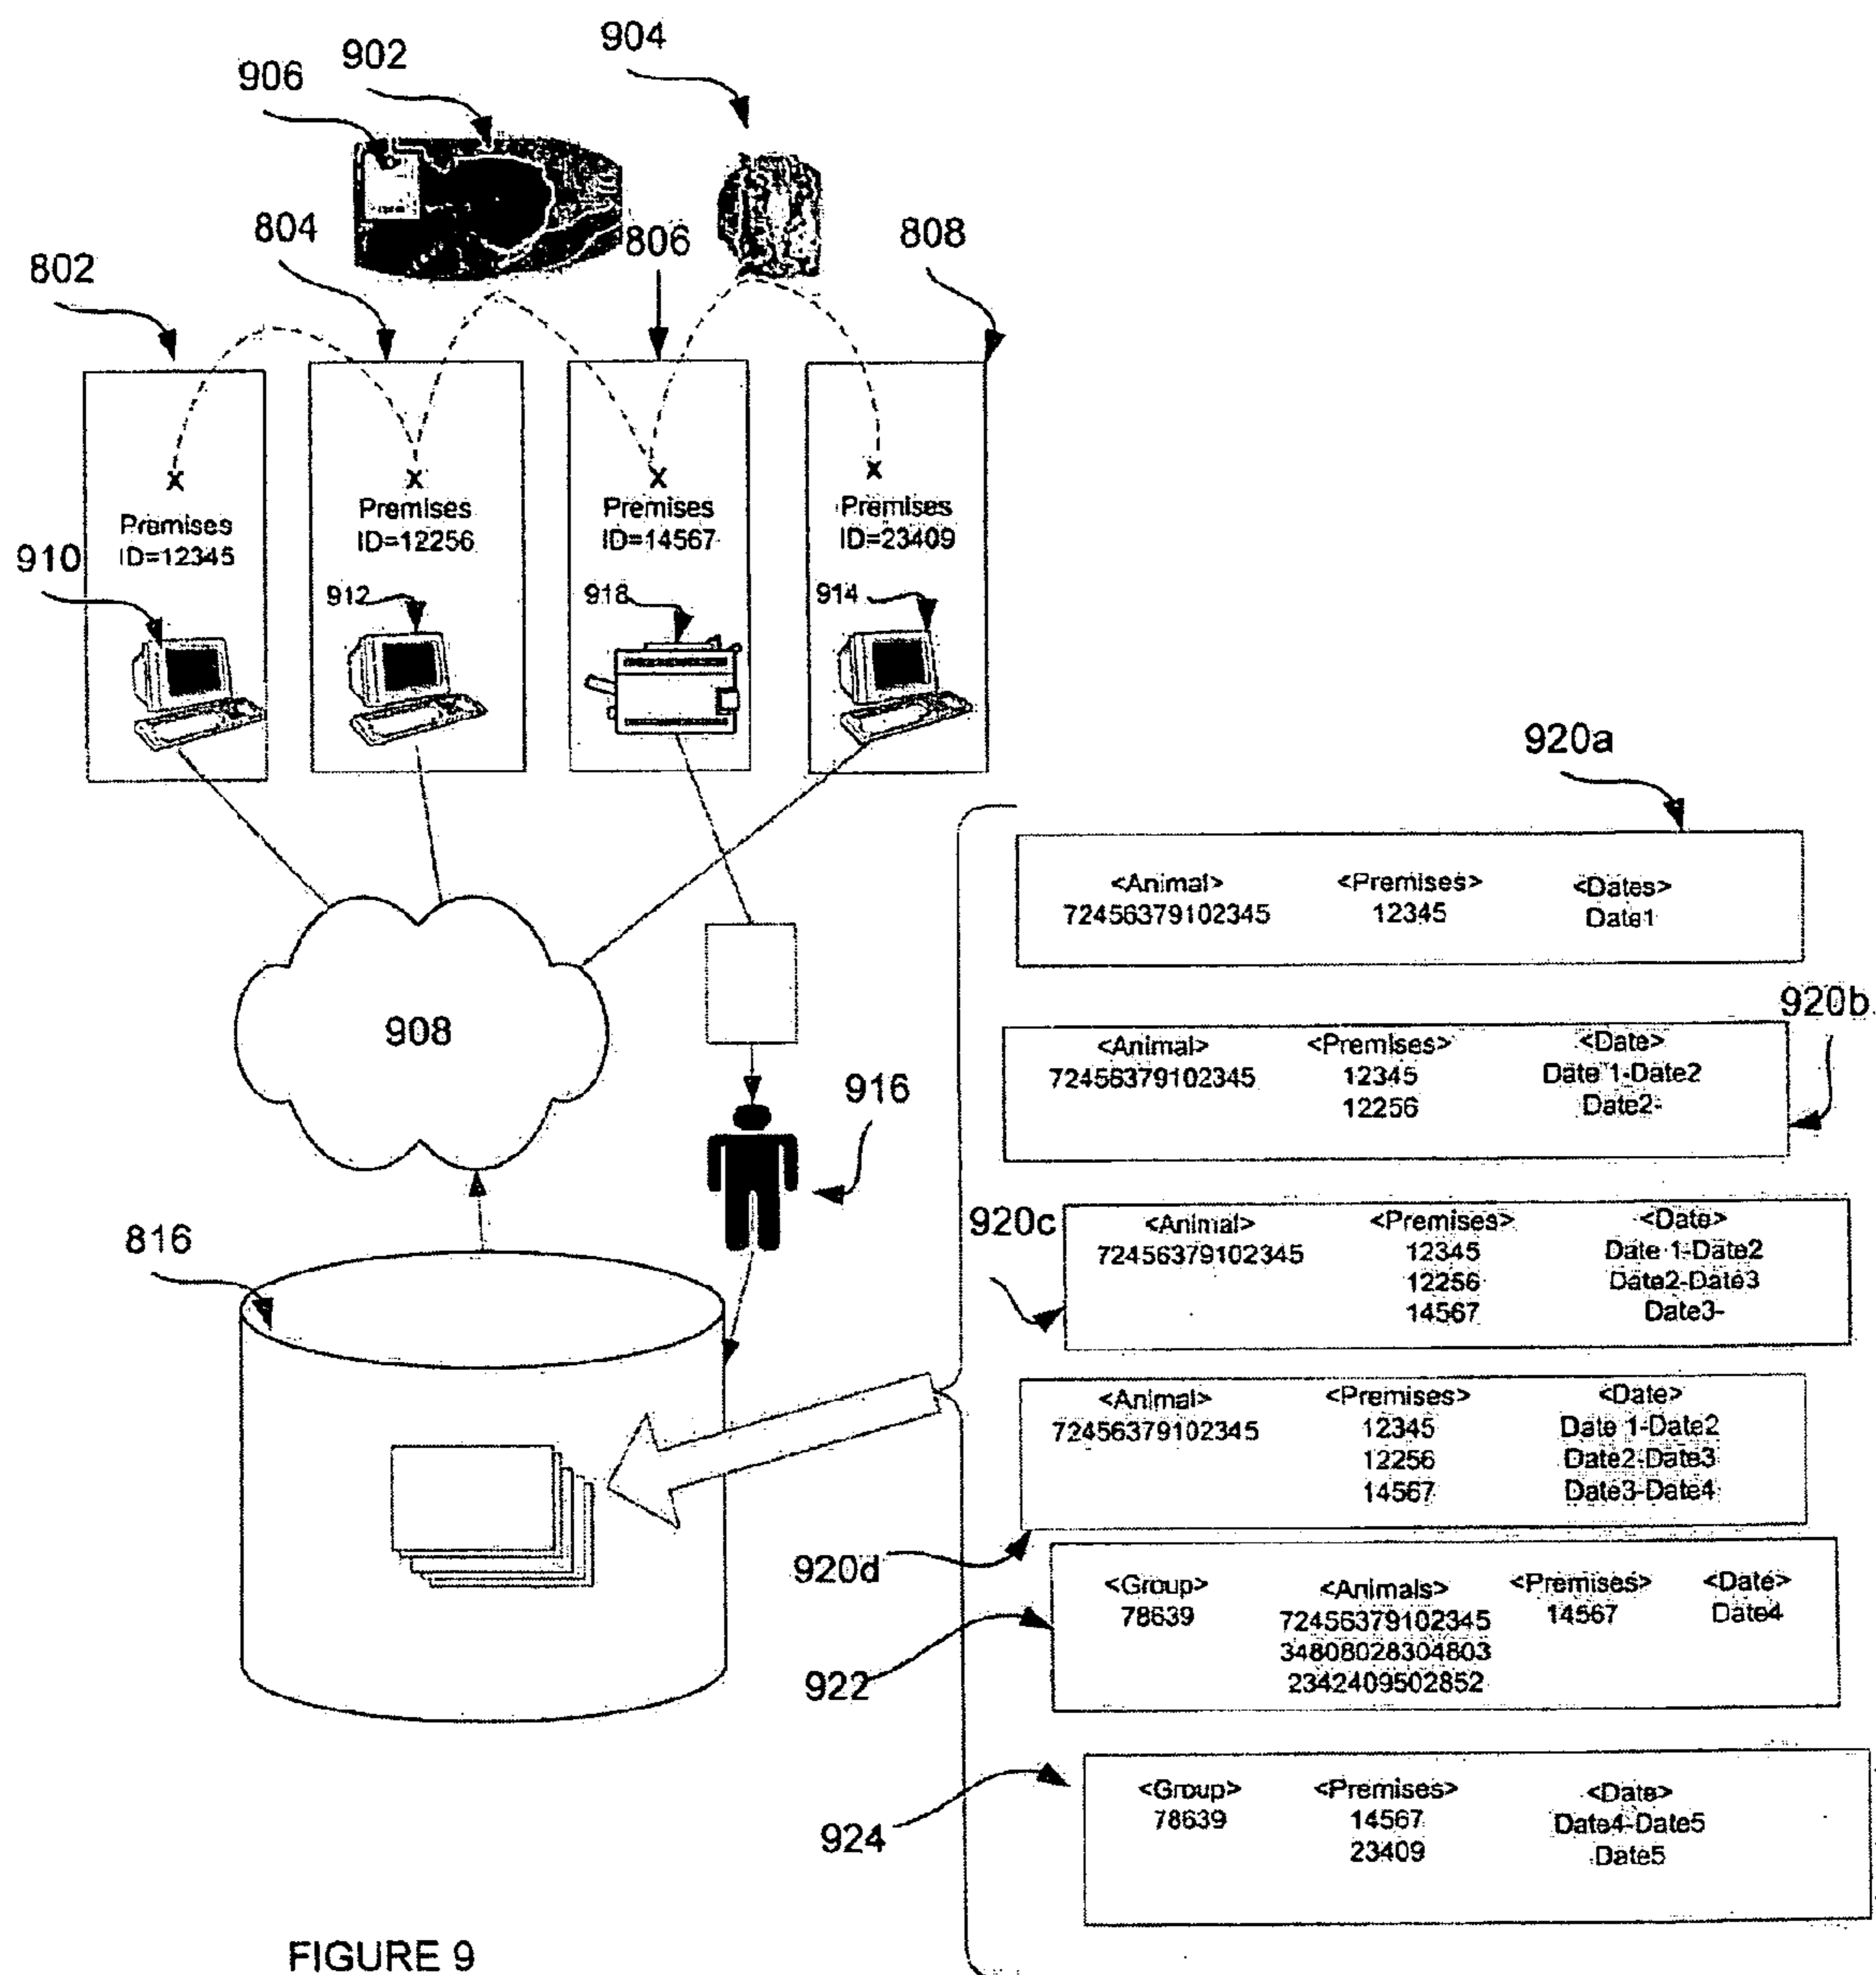 906
902
904
804
806
808
802
Premises
ID=12345
Premises
ID=12256
Premises
ID=14567
Premises
ID=23409
910
912
918
914
908
916
816
920a
<Animal> <Premises> <Dates>
72456379102345 12345 Date1
920b
<Animal> <Premises> <Date>
72456379102345 12345 Date 1-Date2
12256 Date2-
920c
<Animal> <Premises> <Date>
72456379102345 12345 Date 1-Date2
12256 Date2-Date3
14567 Date3-
<Animal> <Premises> <Date>
72456379102345 12345 Date 1-Date2
12256 Date2-Date3
14567 Date3-Date4
920d
<Group> <Animals> <Premises> <Date>
78639 72456379102345 14567 Date4
34808028304803
2342409502852
922
<Group> <Premises> <Date>
78639 14567 Date4-Date5
23409 Date5
924
FIGURE 9